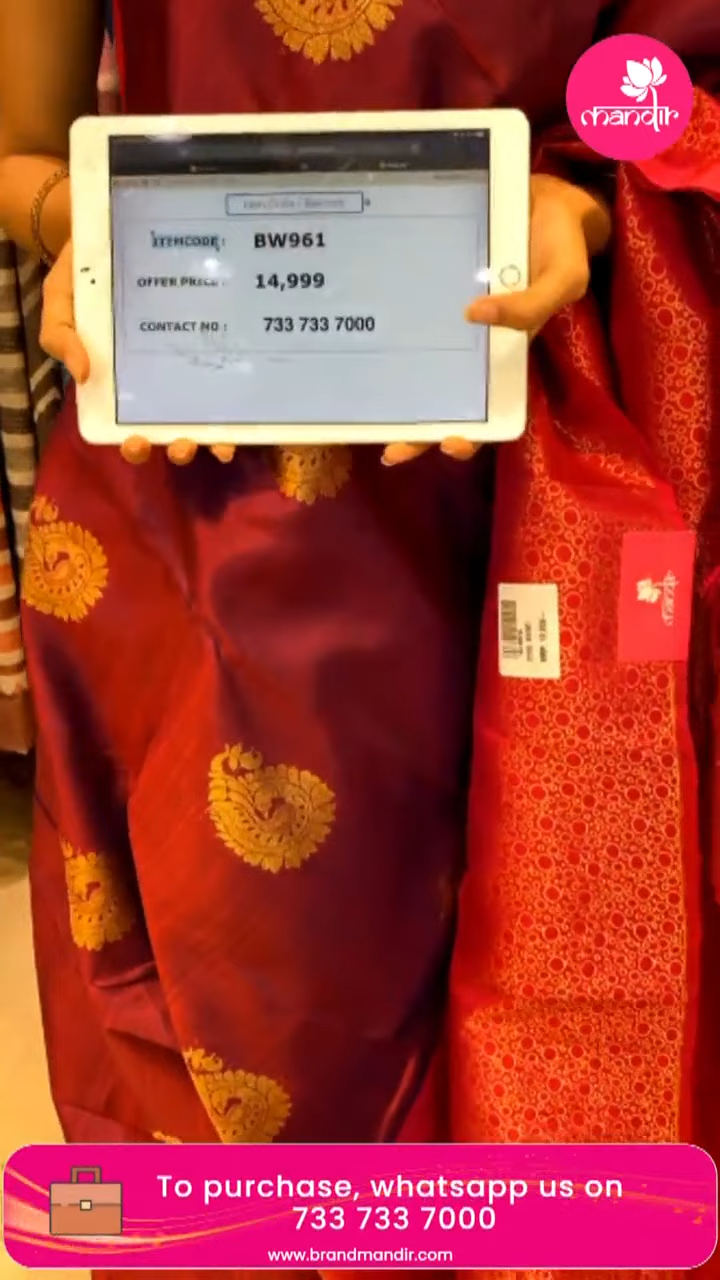 mandir
ITEMCODE : BW961
OFFER PRICE : 14,999
CONTACT NO : 733 733 7000
To purchase, whatsapp us on
733 733 7000
www.brandmandir.com